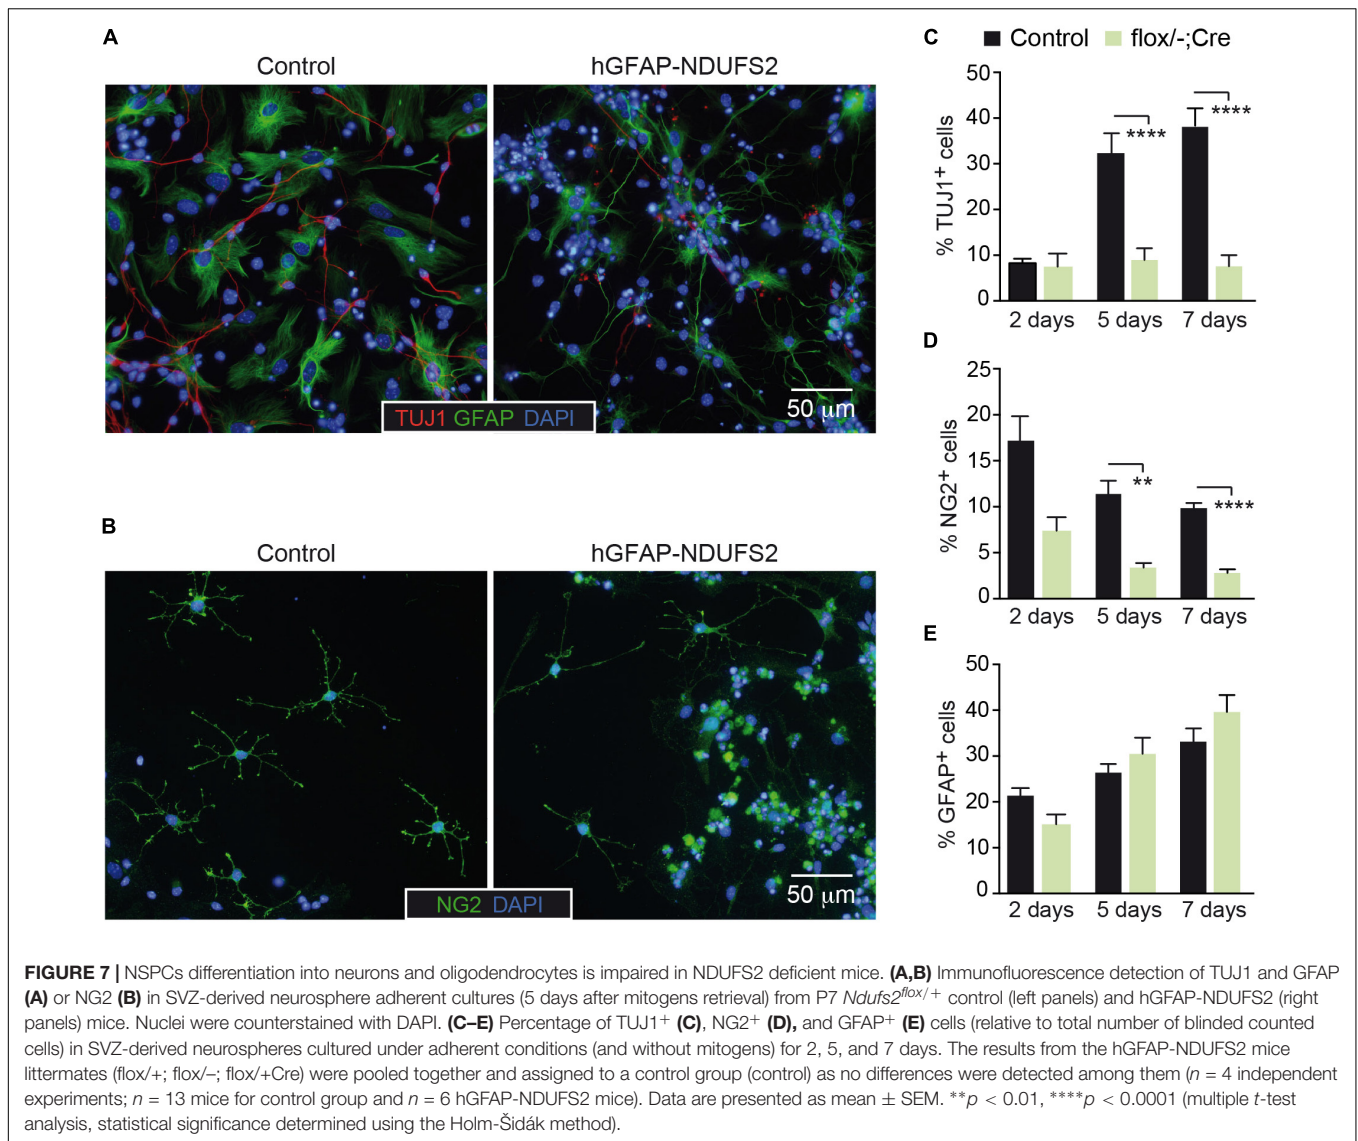 A
Control
hGFAP-NDUFS2
TUJ1 GFAP DAPI
50 µm
B
Control
hGFAP-NDUFS2
NG2 DAPI
50 µm
C
Control
flox/-;Cre
% TUJ1+ cells
50
40
30
20
10
0
****
****
2 days
5 days
7 days
D
% NG2+ cells
25
20
15
10
5
0
**
****
2 days
5 days
7 days
E
% GFAP+ cells
50
40
30
20
10
0
2 days
5 days
7 days
FIGURE 7 | NSPCs differentiation into neurons and oligodendrocytes is impaired in NDUFS2 deficient mice. (A,B) Immunofluorescence detection of TUJ1 and GFAP
(A) or NG2 (B) in SVZ-derived neurosphere adherent cultures (5 days after mitogens retrieval) from P7 Ndufs2flox/+ control (left panels) and hGFAP-NDUFS2 (right
panels) mice. Nuclei were counterstained with DAPI. (C–E) Percentage of TUJ1+ (C), NG2+ (D), and GFAP+ (E) cells (relative to total number of blinded counted
cells) in SVZ-derived neurospheres cultured under adherent conditions (and without mitogens) for 2, 5, and 7 days. The results from the hGFAP-NDUFS2 mice
littermates (flox/+; flox/–; flox/+Cre) were pooled together and assigned to a control group (control) as no differences were detected among them (n = 4 independent
experiments; n = 13 mice for control group and n = 6 hGFAP-NDUFS2 mice). Data are presented as mean ± SEM. **p < 0.01, ****p < 0.0001 (multiple t-test
analysis, statistical significance determined using the Holm-Šidák method).